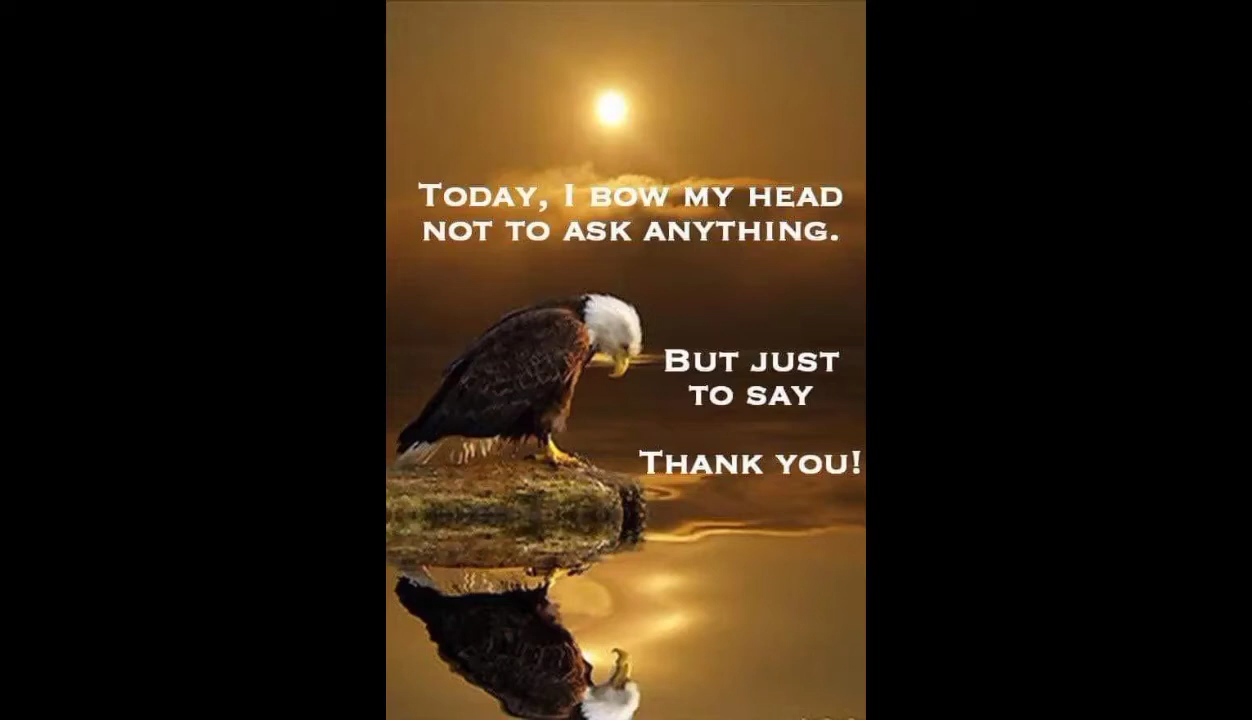 Today, I bow my head
not to ask anything.
But just
to say
Thank you!